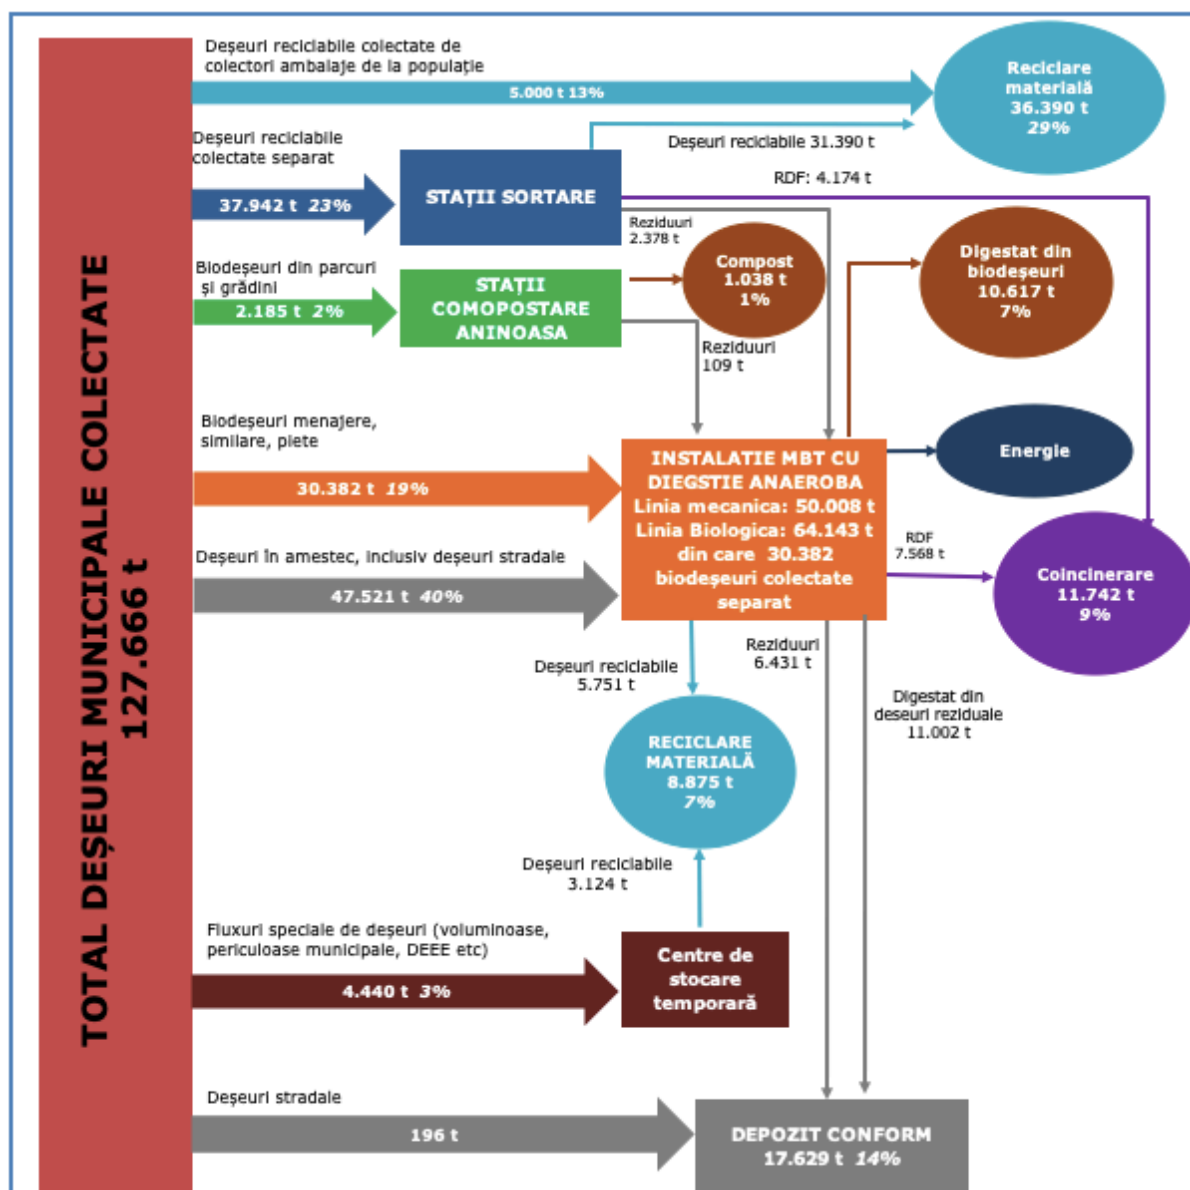 TOTAL DEȘEURI MUNICIPALE COLECTATE
127.666 t
Deșeuri reciclabile colectate de
colectori ambalaje de la populație
5.000 t 13%
Reciclare
materială
36.390 t
29%
Deșeuri reciclabile
colectate separat
37.942 t 23%
STAȚII SORTARE
Deșeuri reciclabile 31.390 t
RDF: 4.174 t
Reziduuri
2.378 t
Biodeșeuri din parcuri
și grădini
2.185 t 2%
STAȚII
COMOPOSTARE
ANINOASA
Compost
1.038 t
1%
Digestat din
biodeșeuri
10.617 t
7%
Reziduuri
109 t
Biodeșeuri menajere,
similare, piete
30.382 t 19%
INSTALATIE MBT CU
DIEGSTIE ANAEROBA
Linia mecanica: 50.008 t
Linia Biologica: 64.143 t
din care 30.382
biodeșeuri colectate
separat
Energie
RDF
7.568 t
Coincinerare
11.742 t
9%
Deșeuri în amestec, inclusiv deșeuri stradale
47.521 t 40%
Deșeuri reciclabile
5.751 t
Reziduuri
6.431 t
Digestat din
deseuri reziduale
11.002 t
RECICLARE
MATERIALĂ
8.875 t
7%
Deșeuri reciclabile
3.124 t
Fluxuri speciale de deșeuri (voluminoase,
periculoase municipale, DEEE etc)
4.440 t 3%
Centre de
stocare
temporară
Deșeuri stradale
196 t
DEPOZIT CONFORM
17.629 t 14%